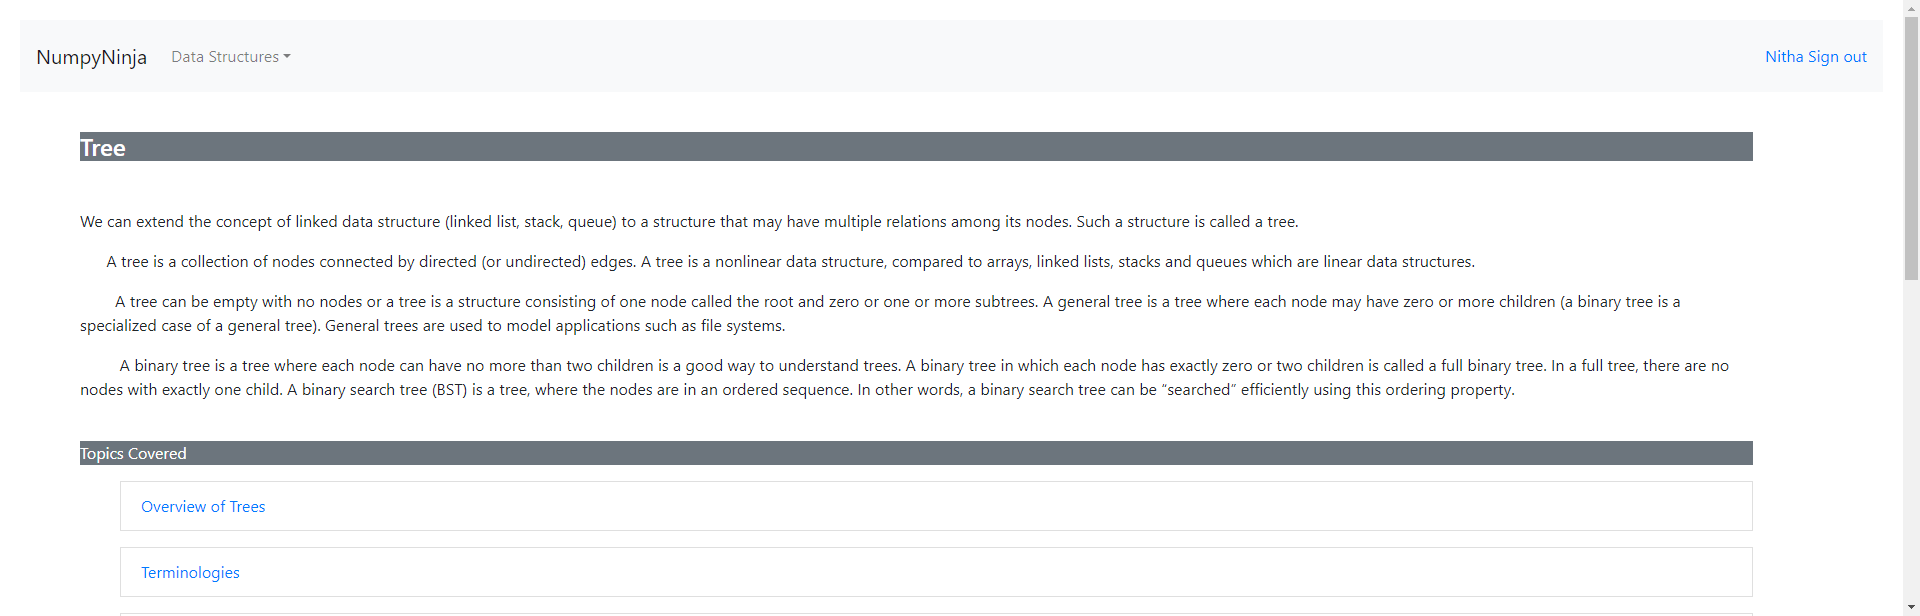 NumpyNinja Data Structures Nitha Sign out
Tree
We can extend the concept of linked data structure (linked list, stack, queue) to a structure that may have multiple relations among its nodes. Such a structure is called a tree.
A tree is a collection of nodes connected by directed (or undirected) edges. A tree is a nonlinear data structure, compared to arrays, linked lists, stacks and queues which are linear data structures.
A tree can be empty with no nodes or a tree is a structure consisting of one node called the root and zero or one or more subtrees. A general tree is a tree where each node may have zero or more children (a binary tree is a
specialized case of a general tree). General trees are used to model applications such as file systems.
A binary tree is a tree where each node can have no more than two children is a good way to understand trees. A binary tree in which each node has exactly zero or two children is called a full binary tree. In a full tree, there are no
nodes with exactly one child. A binary search tree (BST) is a tree, where the nodes are in an ordered sequence. In other words, a binary search tree can be “searched” efficiently using this ordering property.
Topics Covered
Overview of Trees
Terminologies